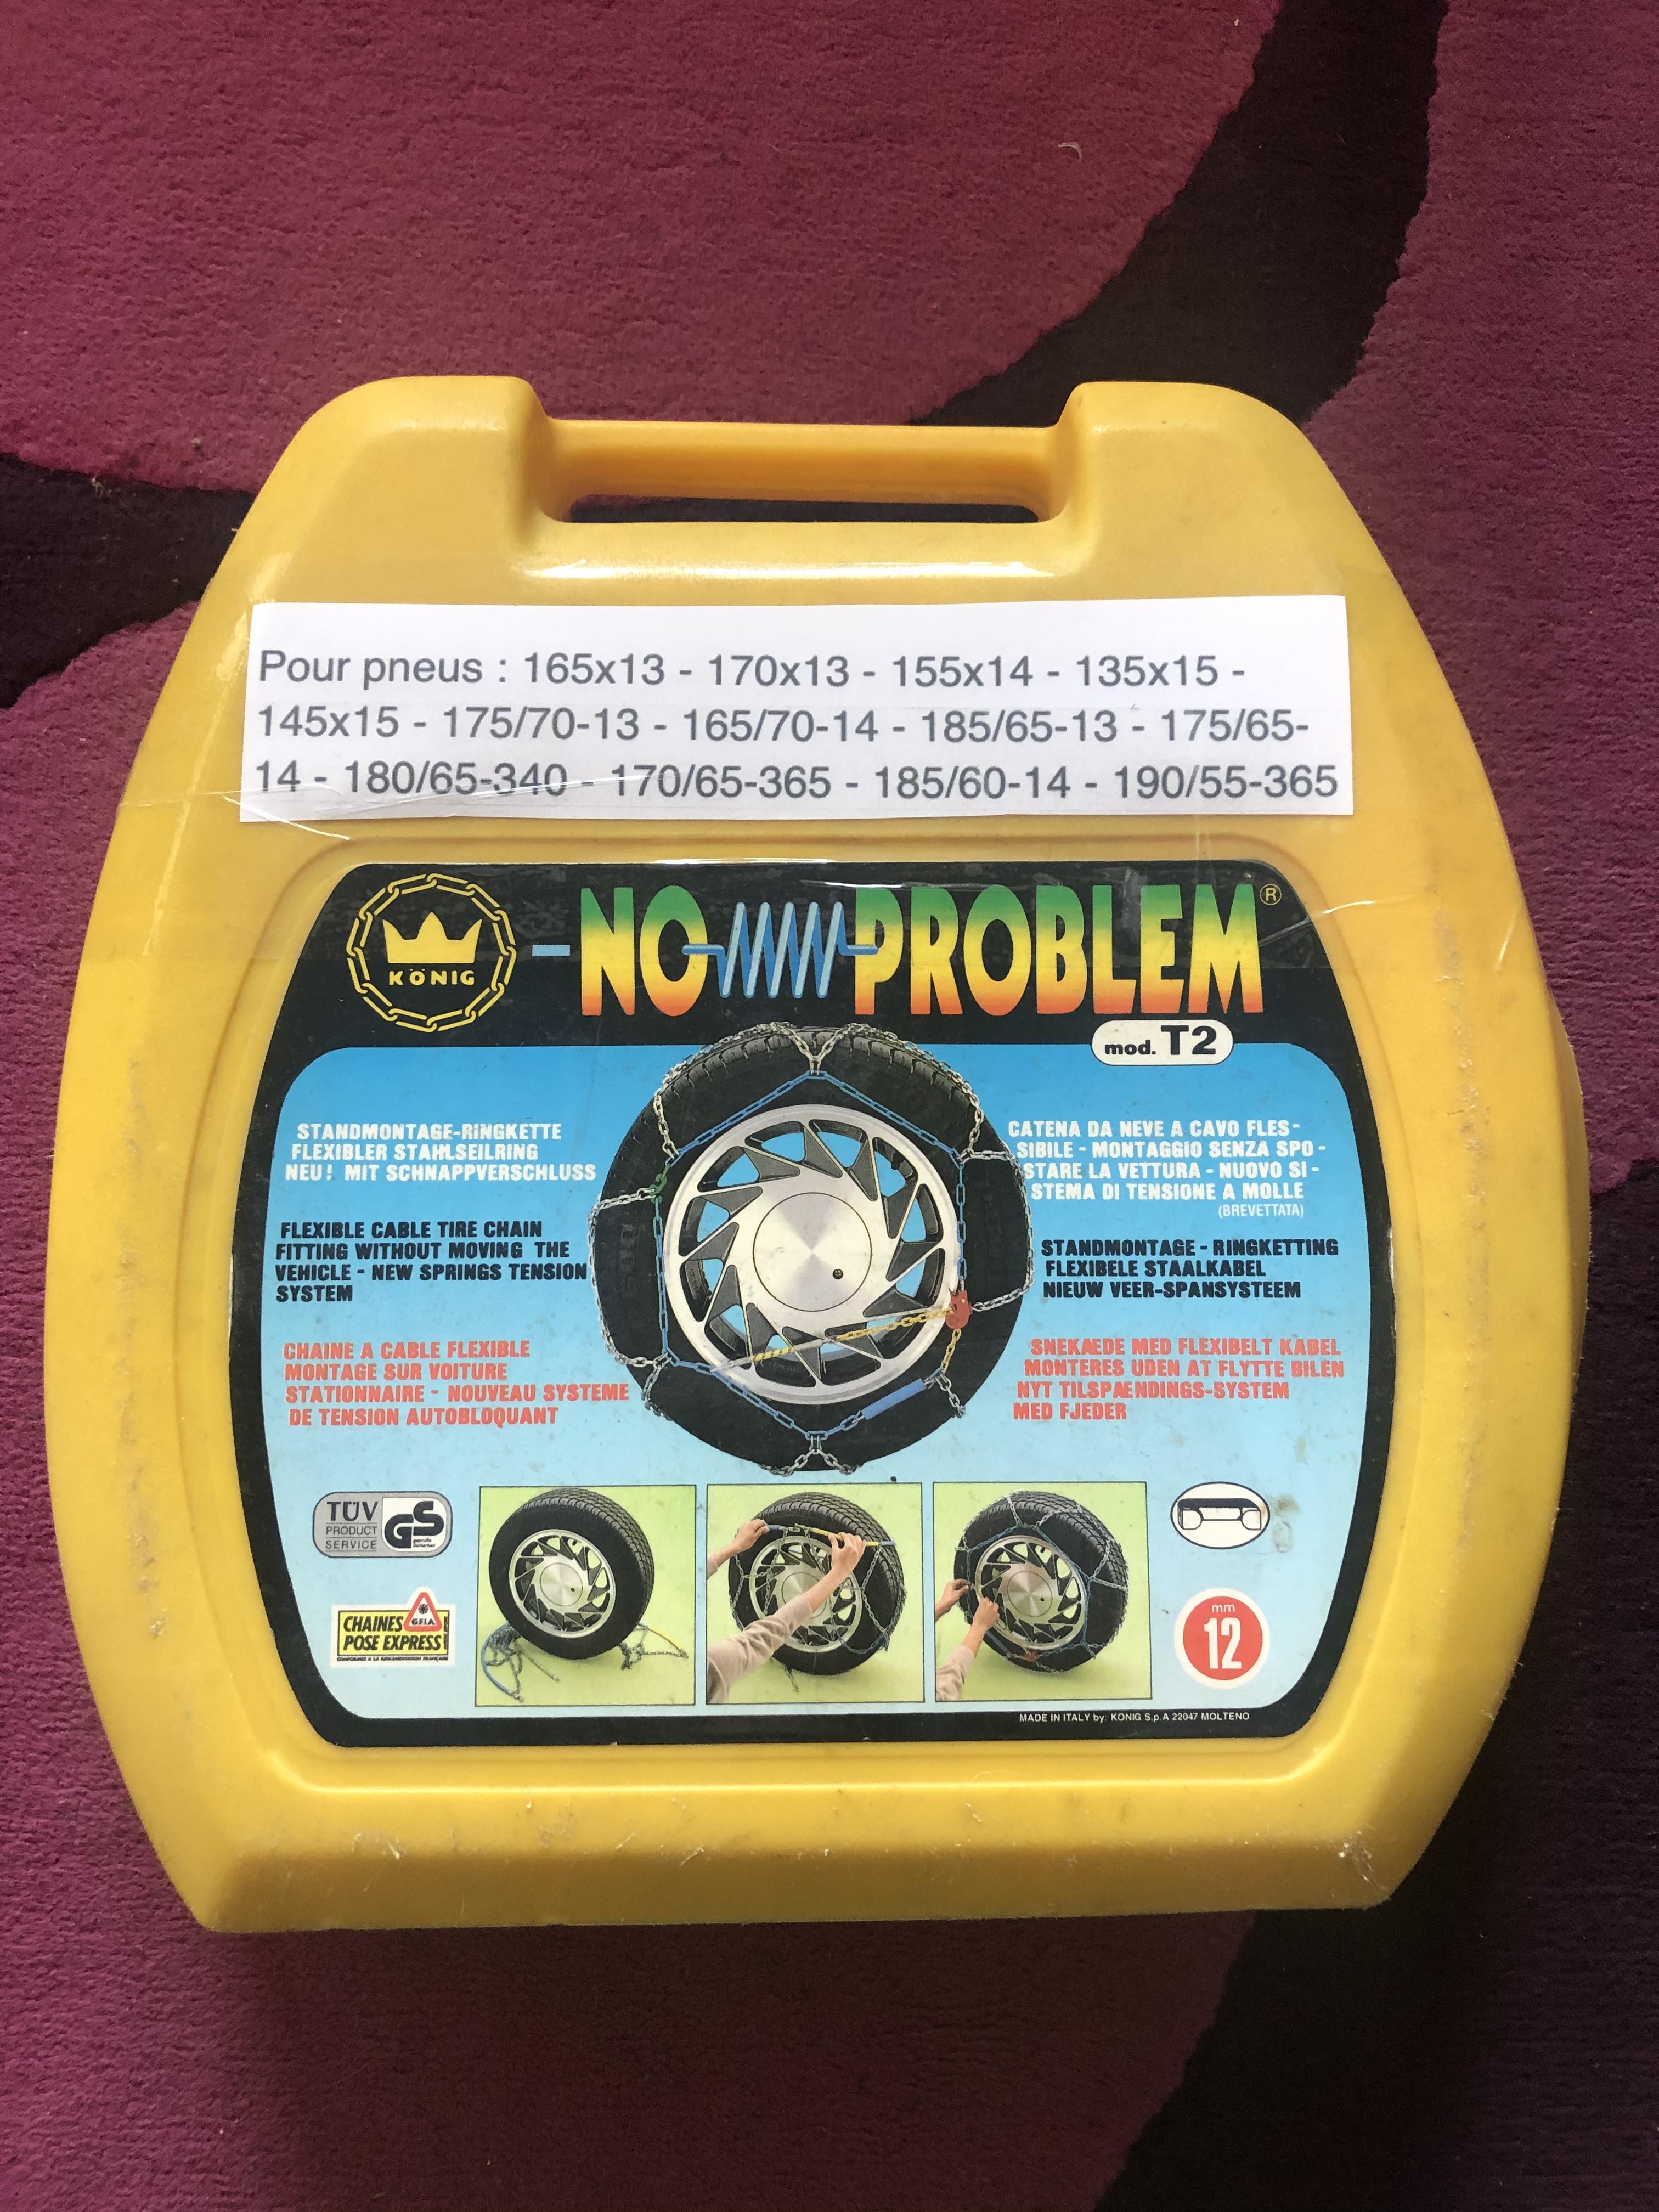 Pour pneus : 165x13 - 170x13 - 155x14 - 135x15 -
145x15 - 175/70-13 - 165/70-14 - 185/65-13 - 175/65-
14 - 180/65-340 - 170/65-365 - 185/60-14 - 190/55-365
KÖNIG
NO PROBLEM ®
mod. T2
STANDMONTAGE-RINGKETTE
FLEXIBLER STAHLSEILRING
NEU! MIT SCHNAPPVERSCHLUSS
FLEXIBLE CABLE TIRE CHAIN
FITTING WITHOUT MOVING THE
VEHICLE - NEW SPRINGS TENSION
SYSTEM
CHAINE A CABLE FLEXIBLE
MONTAGE SUR VOITURE
STATIONNAIRE - NOUVEAU SYSTEME
DE TENSION AUTOBLOQUANT
CATENA DA NEVE A CAVO FLES-
SIBILE - MONTAGGIO SENZA SPO-
STARE LA VETTURA - NUOVO SI-
STEMA DI TENSIONE A MOLLE
(BREVETTATA)
STANDMONTAGE - RINGKETTING
FLEXIBELE STAALKABEL
NIEUW VEER-SPANSYSTEEM
SNEKÆDE MED FLEXIBELT KABEL
MONTERES UDEN AT FLYTTE BILEN
NYT TILSPÆNDINGS-SYSTEM
MED FJEDER
TÜV
PRODUCT
SERVICE
GS
geprüfte
Sicherheit
CHAINES
G.F.I.A.
POSE EXPRESS
CONFORMES A LA REGLEMENTATION FRANÇAISE
mm
12
MADE IN ITALY by: KONIG S.p.A 22047 MOLTENO